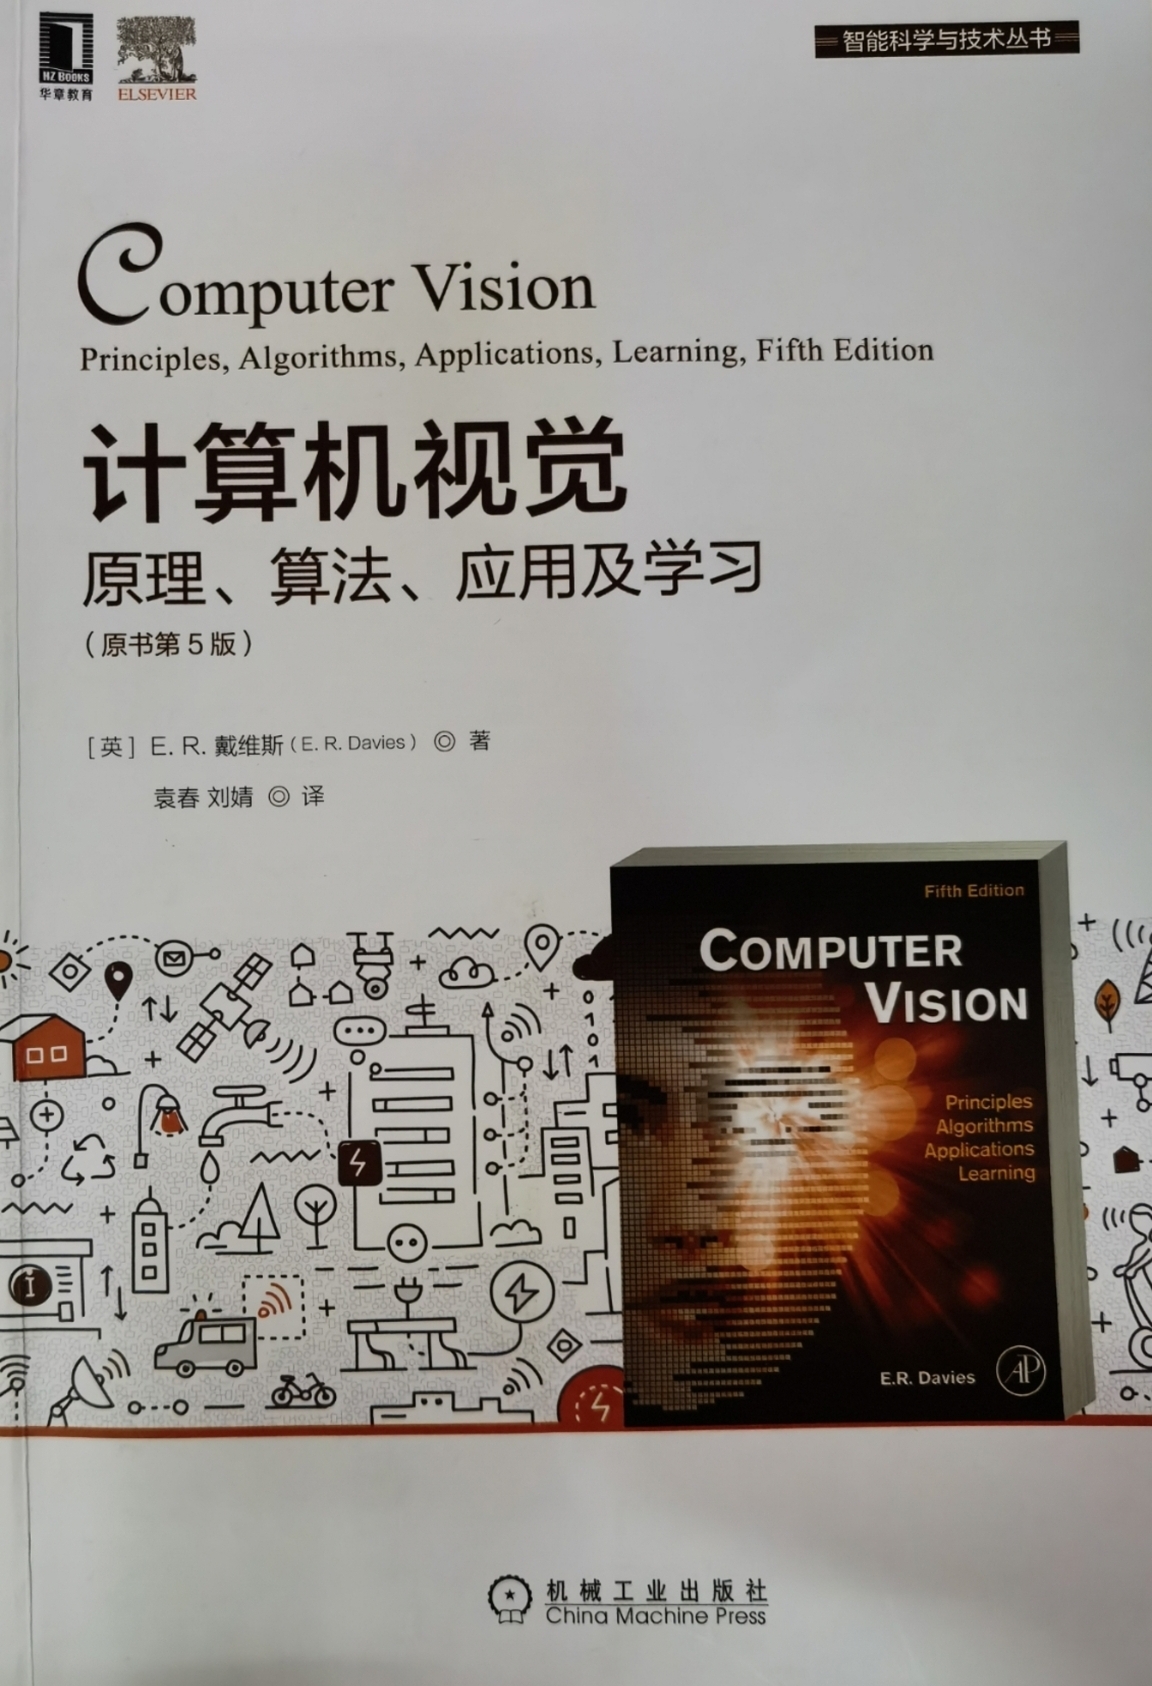 HZ BOOKS
华章教育
ELSEVIER
智能科学与技术丛书
Computer Vision
Principles, Algorithms, Applications, Learning, Fifth Edition
计算机视觉
原理、算法、应用及学习
（原书第 5 版）
［英］ E. R. 戴维斯（E. R. Davies） ◎ 著
袁春 刘婧 ◎ 译
Fifth Edition
COMPUTER
VISION
Principles
Algorithms
Applications
Learning
E.R. Davies
AP
机械工业出版社
China Machine Press